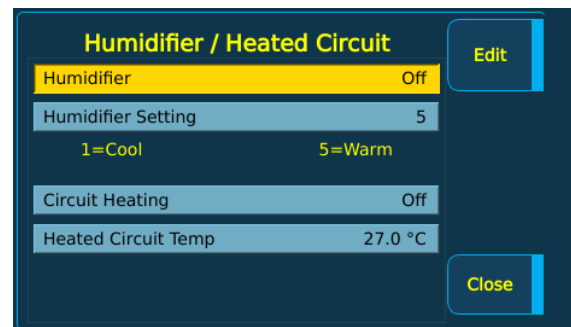 Humidifier / Heated Circuit
Edit
Humidifier Off
Humidifier Setting 5
1=Cool 5=Warm
Circuit Heating Off
Heated Circuit Temp 27.0 °C
Close